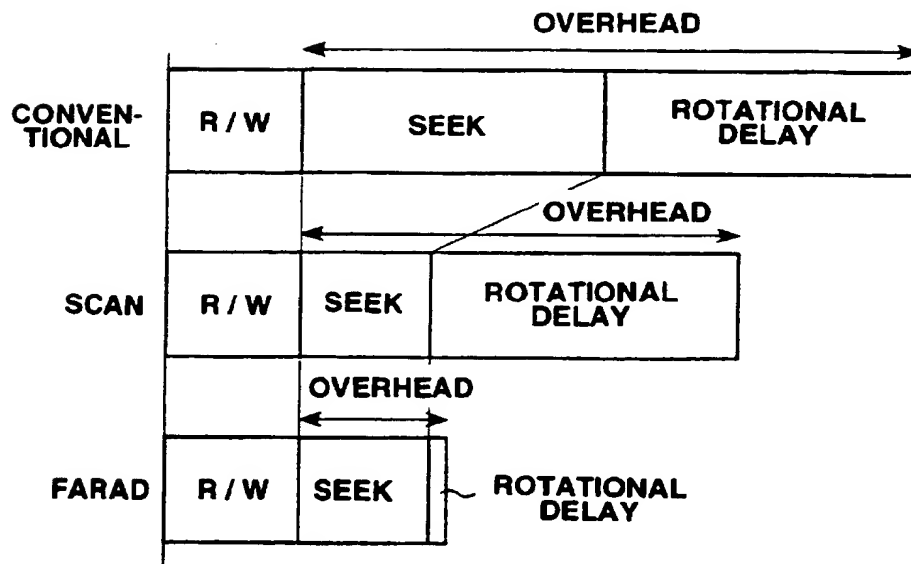 OVERHEAD
CONVEN-
TIONAL
R / W
SEEK
ROTATIONAL
DELAY
OVERHEAD
SCAN
R / W
SEEK
ROTATIONAL
DELAY
OVERHEAD
FARAD
R / W
SEEK
ROTATIONAL
DELAY